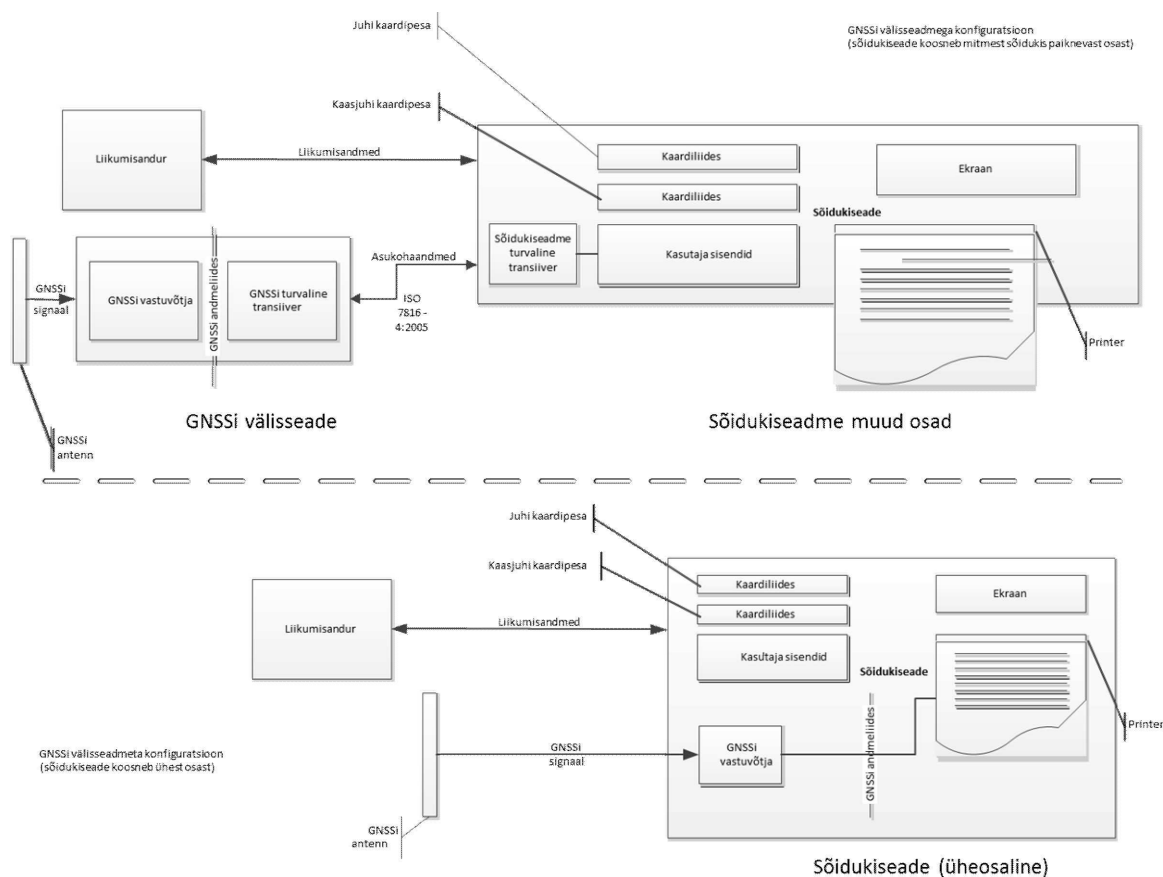 Juhi kaardipesa
GNSSi välisseadmega konfiguratsioon
(sõidukiseade koosneb mitmest sõidukis paiknevast osast)
Kaasjuhi kaardipesa
Liikumisandur
Liikumisandmed
Kaardiliides
Ekraan
Kaardiliides
Sõidukiseade
Sõidukiseadme
turvaline
transiiver
Kasutaja sisendid
Asukohaandmed
GNSSi
signaal
GNSSi vastuvõtja
GNSSi andmeliides
GNSSi turvaline
transiiver
ISO
7816 -
4:2005
Printer
GNSSi välisseade
Sõidukiseadme muud osad
GNSSi
antenn
Juhi kaardipesa
Kaasjuhi kaardipesa
Kaardiliides
Ekraan
Kaardiliides
Liikumisandur
Liikumisandmed
Kasutaja sisendid
Sõidukiseade
Printer
GNSSi välisseadmeta konfiguratsioon
(sõidukiseade koosneb ühest osast)
GNSSi
signaal
GNSSi
vastuvõtja
GNSSi andmeliides
GNSSi
antenn
Sõidukiseade (üheosaline)